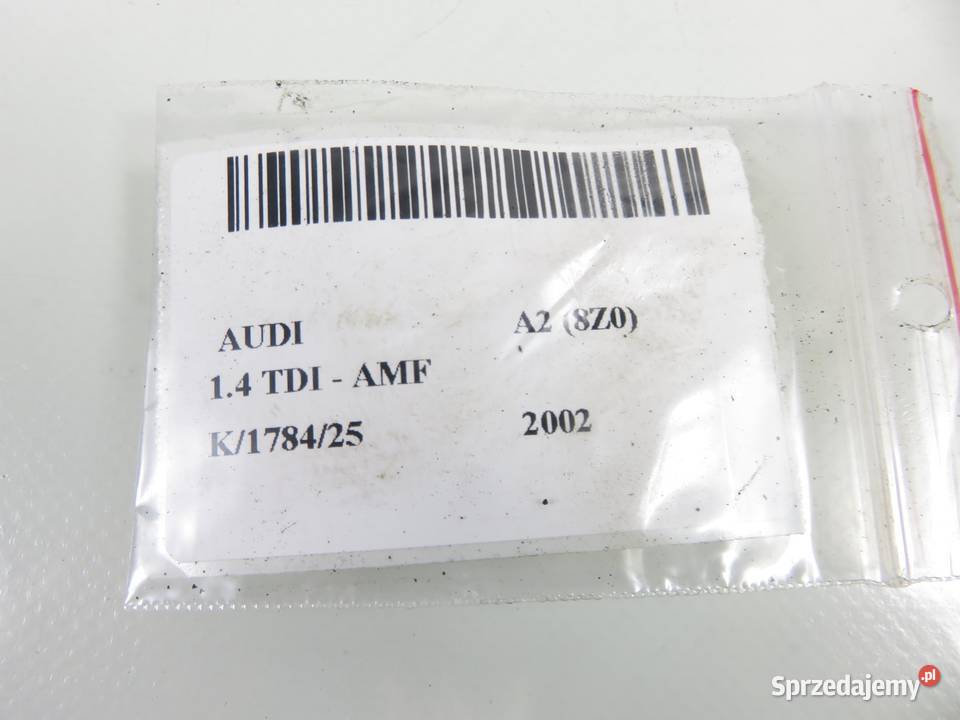 AUDI A2 (8Z0)
1.4 TDI - AMF
K/1784/25 2002
Sprzedajemy.pl